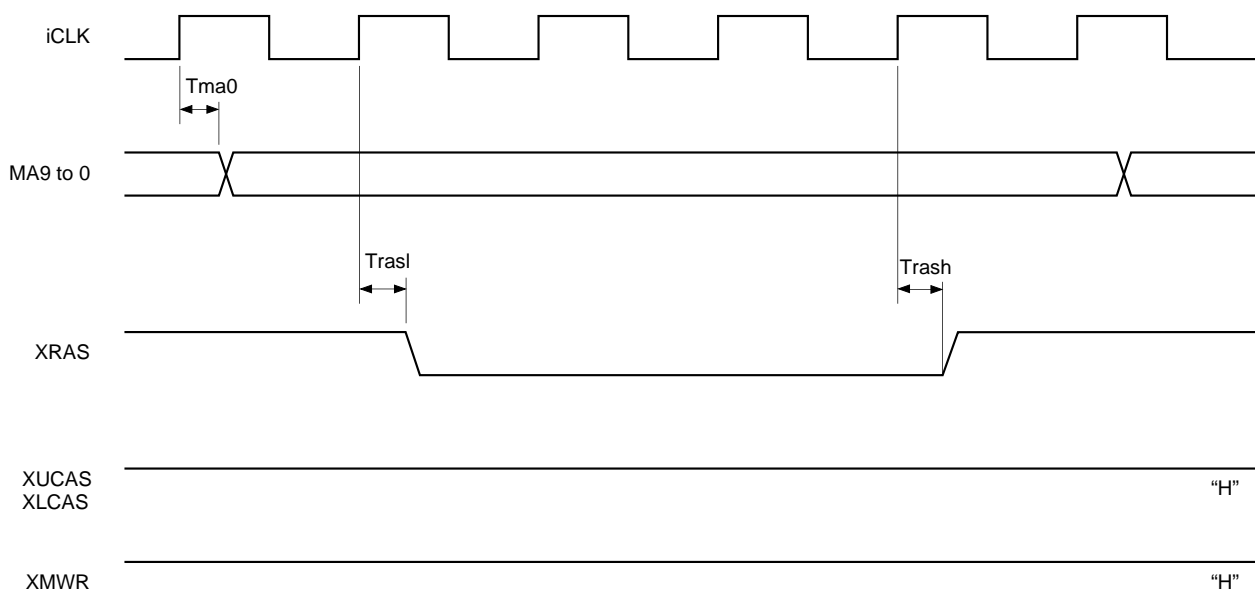 iCLK
Tma0
MA9 to 0
Trasl
Trash
XRAS
XUCAS
XLCAS
“H”
XMWR
“H”